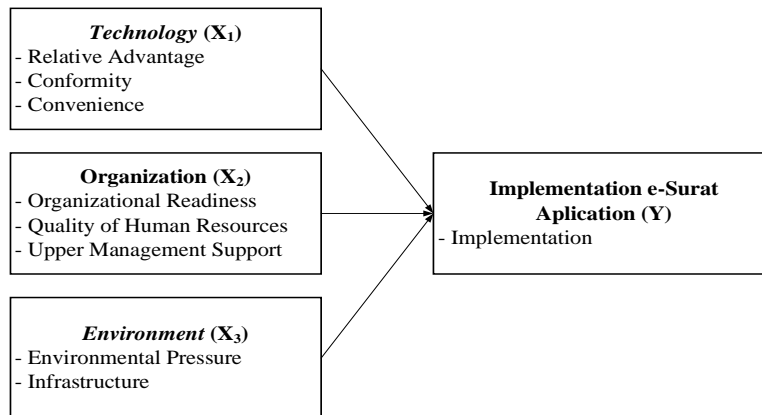 Technology (X₁)
- Relative Advantage
- Conformity
- Convenience
Organization (X₂)
- Organizational Readiness
- Quality of Human Resources
- Upper Management Support
Environment (X₃)
- Environmental Pressure
- Infrastructure
Implementation e-Surat
Aplication (Y)
- Implementation